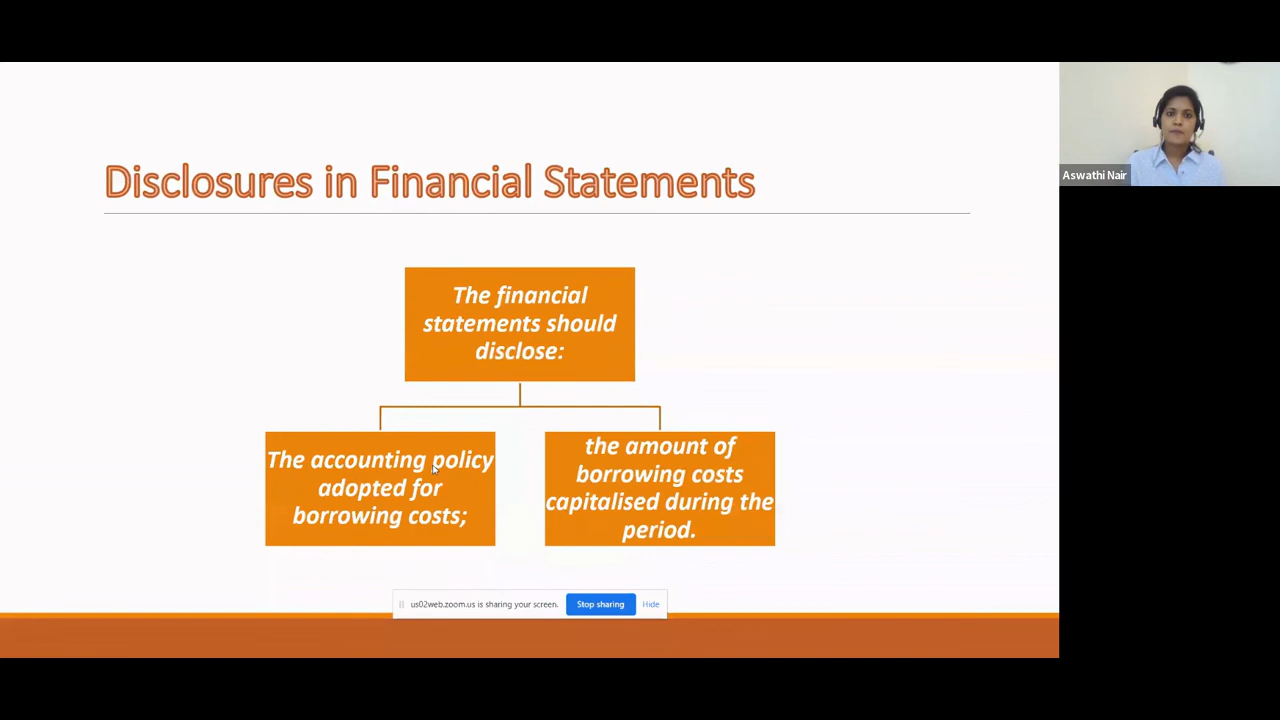 Disclosures in Financial Statements
The financial
statements should
disclose:
The accounting policy
adopted for
borrowing costs;
the amount of
borrowing costs
capitalised during the
period.
us02web.zoom.us is sharing your screen. Stop sharing Hide
Aswathi Nair